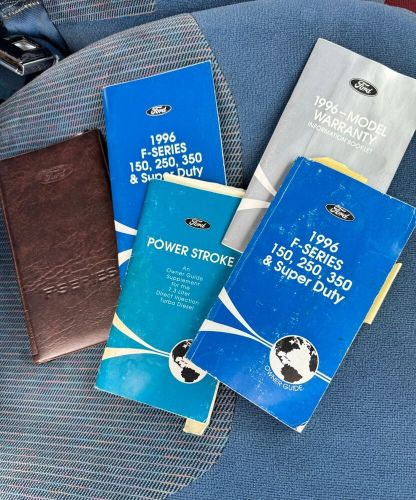 Ford
F-SERIES
Ford
1996
F-SERIES
150, 250, 350
& Super Duty
Ford
POWER STROKE
An
Owner Guide
Supplement
for the
7.3 Liter
Direct Injection
Turbo Diesel
Ford
1996-MODEL
WARRANTY
INFORMATION BOOKLET
Ford
1996
F-SERIES
150, 250, 350
& Super Duty
OWNER GUIDE